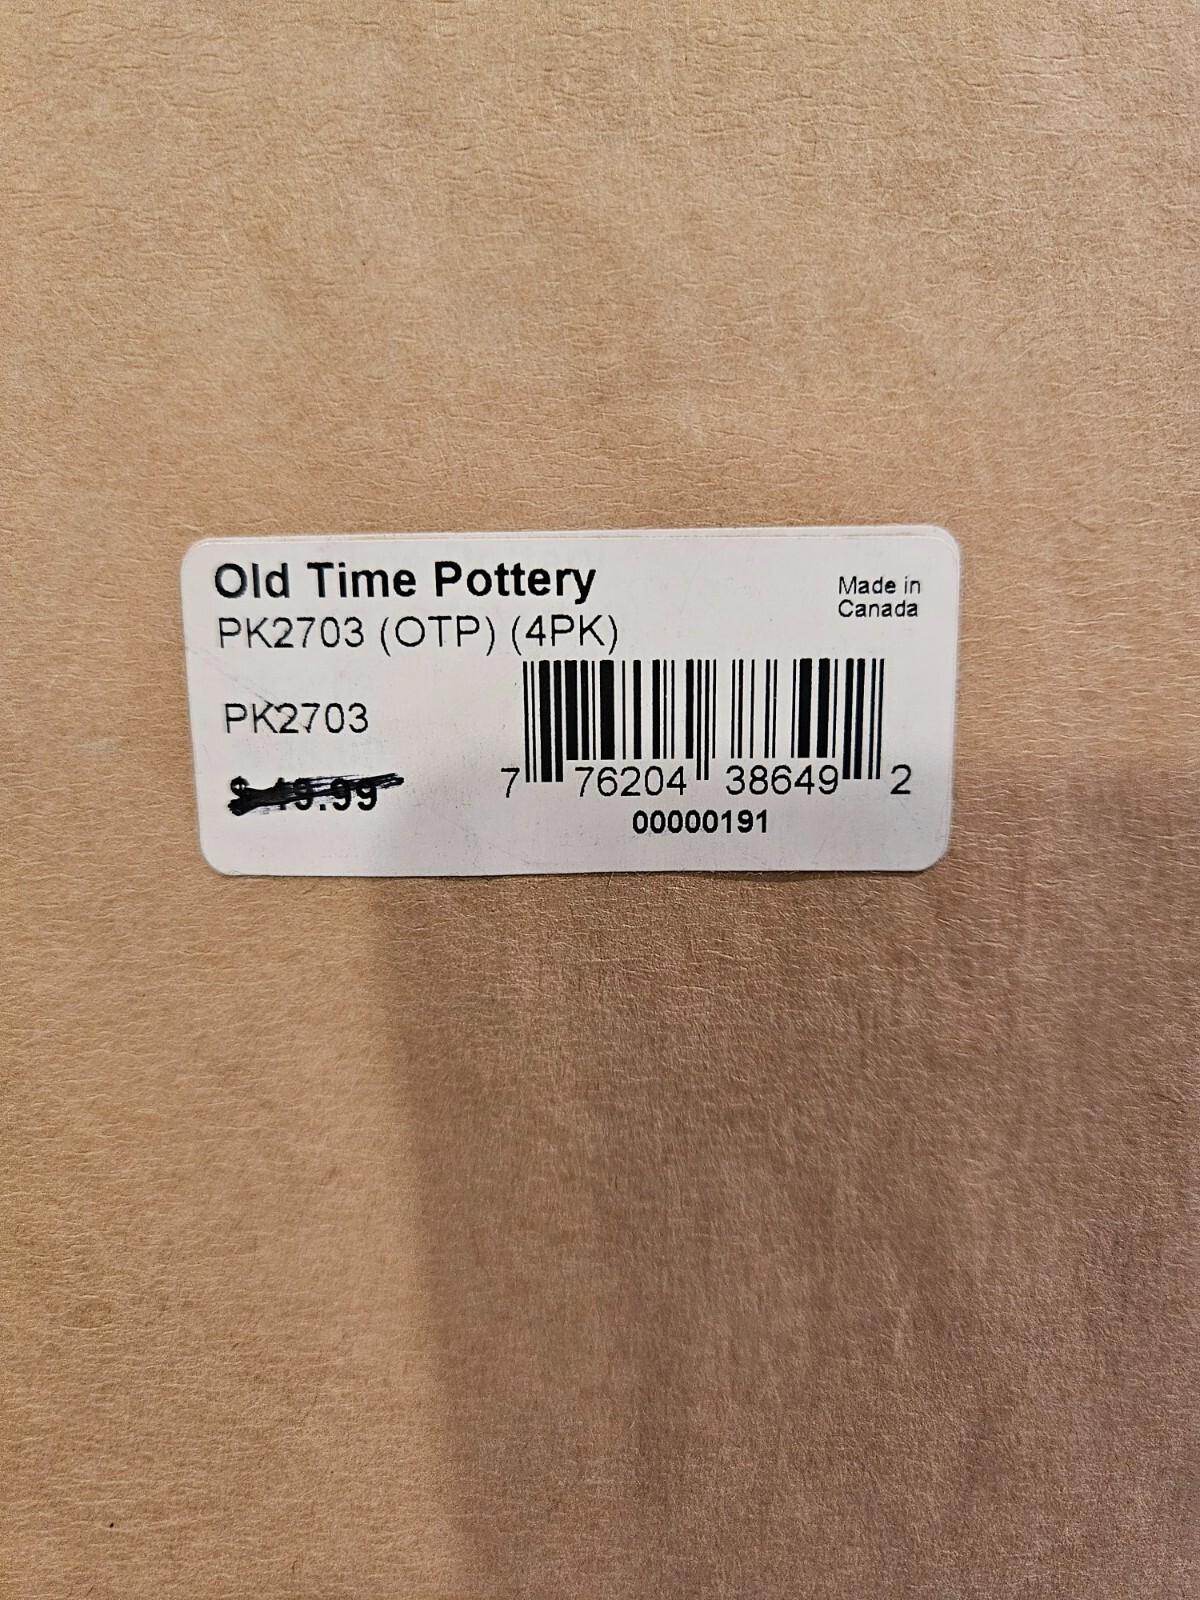 Old Time Pottery
Made in
Canada
PK2703 (OTP) (4PK)
PK2703
7 76204 38649 2
00000191